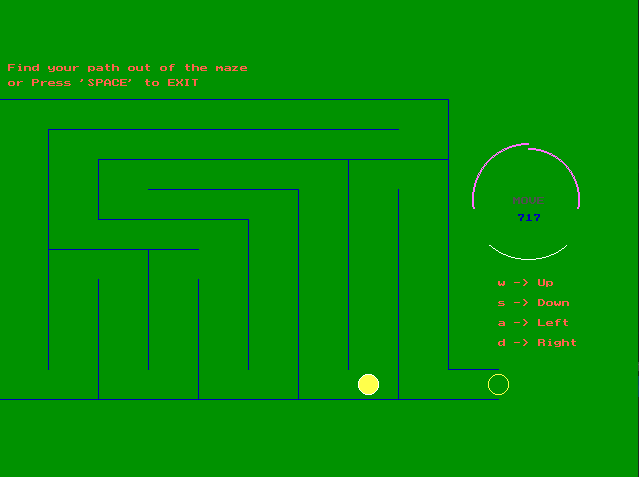 Find your path out of the maze
or Press 'SPACE' to EXIT
717
w -> Up
s -> Down
a -> Left
d -> Right